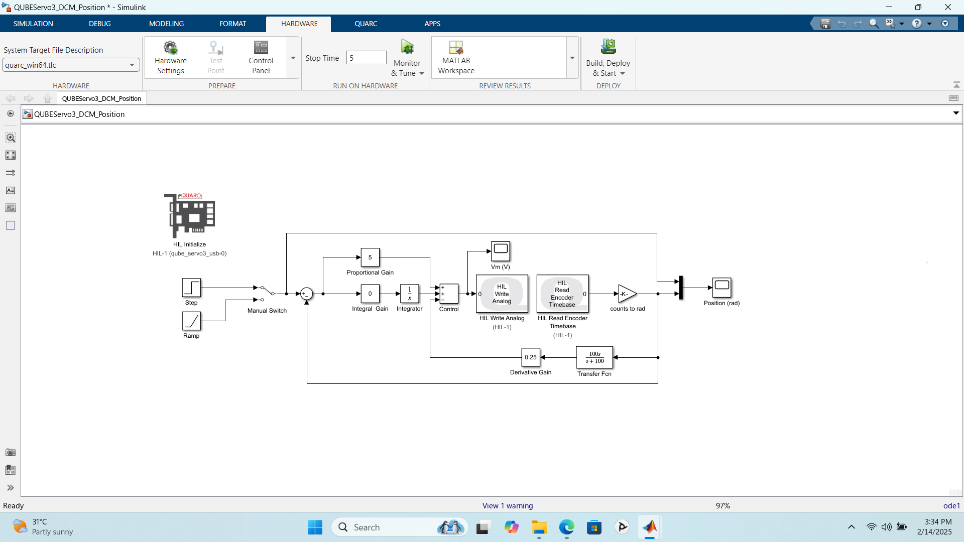 QUBEServo3_DCM_Position * - Simulink
SIMULATION DEBUG MODELING FORMAT HARDWARE QUARC APPS
System Target File Description
quarc_win64.tlc
Hardware
Settings
Test
Point
Control
Panel
Stop Time 5
Monitor
& Tune
MATLAB
Workspace
Build, Deploy
& Start
HARDWARE PREPARE RUN ON HARDWARE REVIEW RESULTS DEPLOY
QUBEServo3_DCM_Position
QUBEServo3_DCM_Position
QUARC
HIL Initialize
HIL-1 (qube_servo3_usb-0)
Step
Ramp
Manual Switch
5
Proportional Gain
0
Integral Gain
1
s
Integrator
Control
Vm (V)
0
HIL
Write
Analog
HIL Write Analog
(HIL-1)
HIL
Read
Encoder
Timebase
0
HIL Read Encoder
Timebase
(HIL-1)
-K-
counts to rad
Position (rad)
0.25
Derivative Gain
100s
s + 100
Transfer Fcn
Ready View 1 warning 97% ode1
31°C
Partly sunny
Search
3:34 PM
2/14/2025